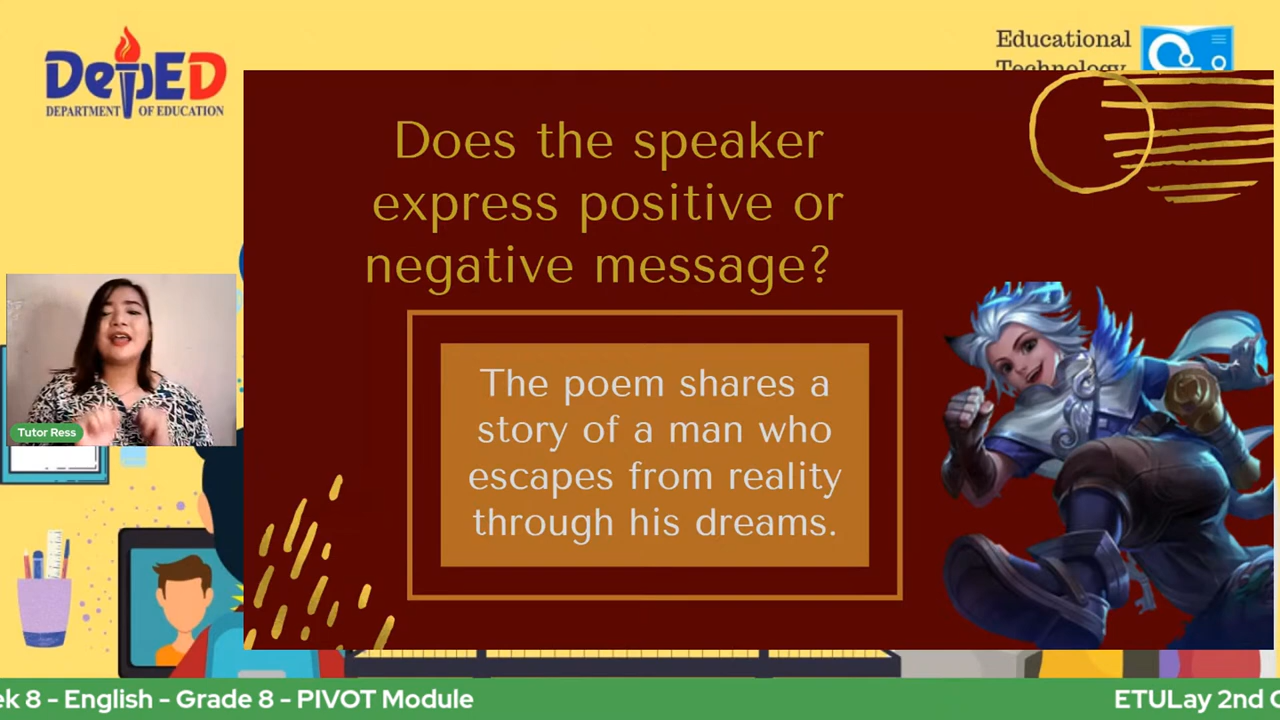 DepED
DEPARTMENT OF EDUCATION
Educational
Technology
Does the speaker
express positive or
negative message?
The poem shares a
story of a man who
escapes from reality
through his dreams.
Tutor Ress
ek 8 - English - Grade 8 - PIVOT Module
ETULay 2nd